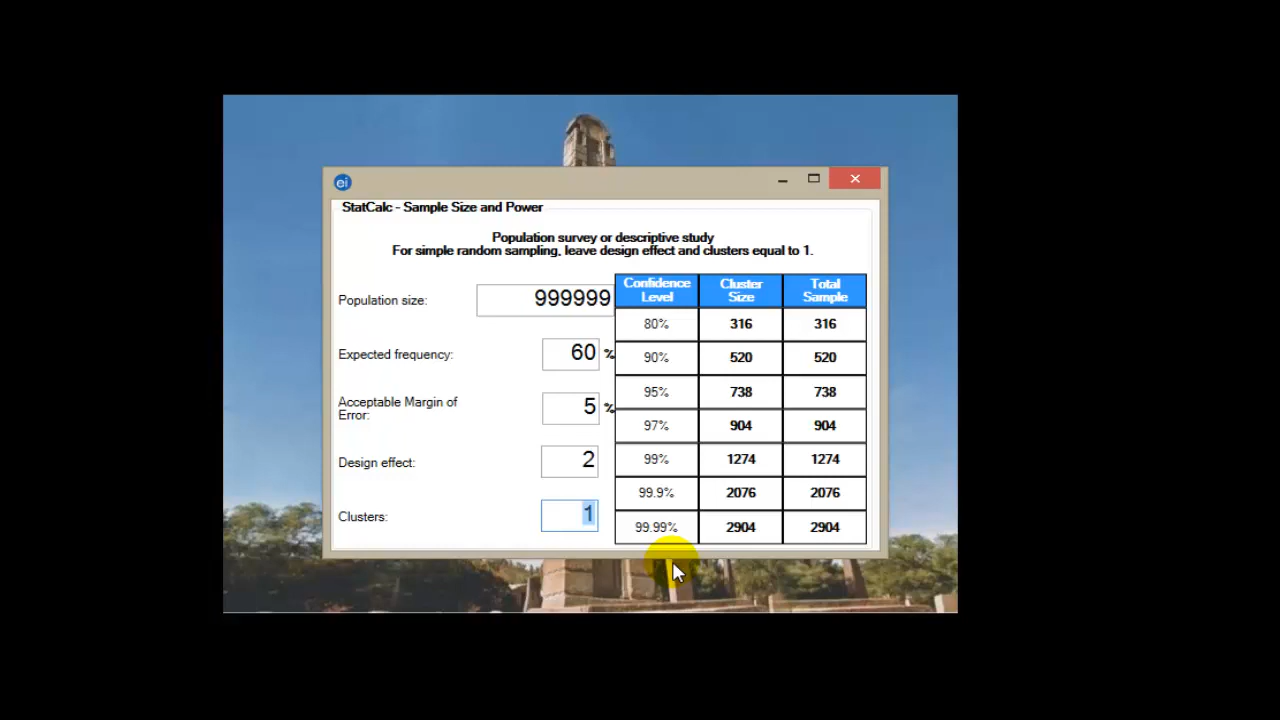 ei
StatCalc - Sample Size and Power
Population survey or descriptive study
For simple random sampling, leave design effect and clusters equal to 1.
Population size: 999999
Expected frequency: 60 %
Acceptable Margin of
Error: 5 %
Design effect: 2
Clusters: 1
Confidence Level Cluster Size Total Sample
80% 316 316
90% 520 520
95% 738 738
97% 904 904
99% 1274 1274
99.9% 2076 2076
99.99% 2904 2904